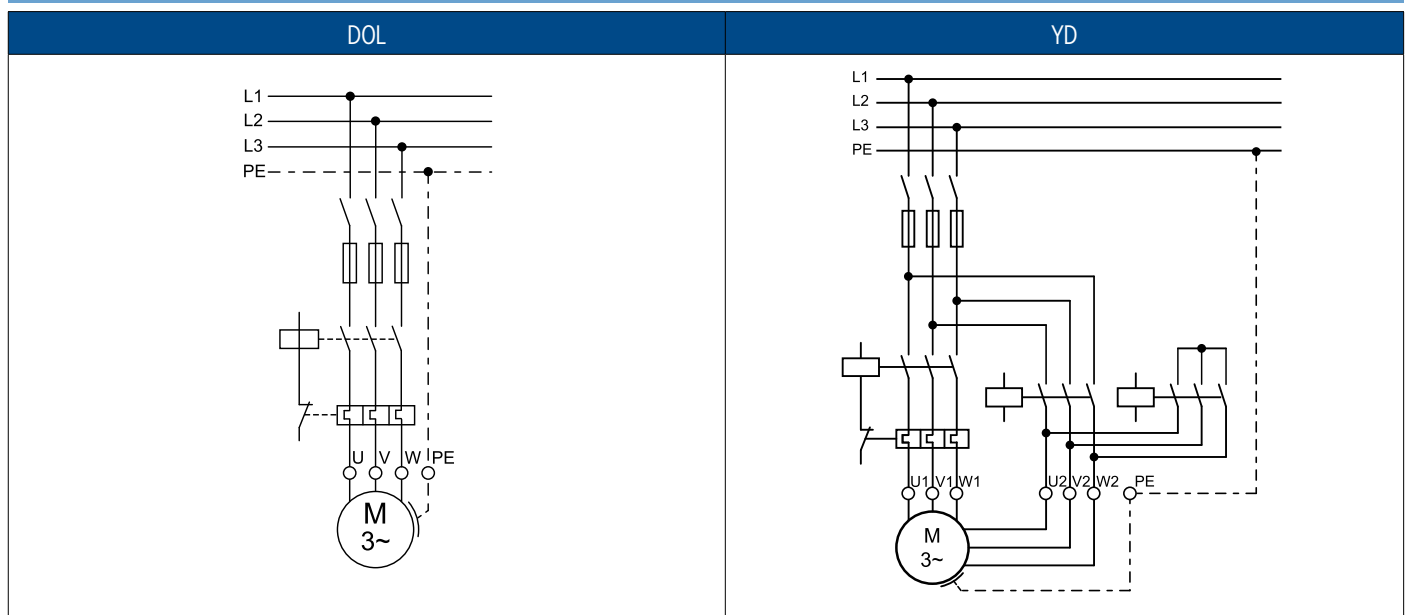 DOL
L1
L2
L3
PE
U V W PE
M
3~
YD
L1
L2
L3
PE
U1 V1 W1 U2 V2 W2 PE
M
3~